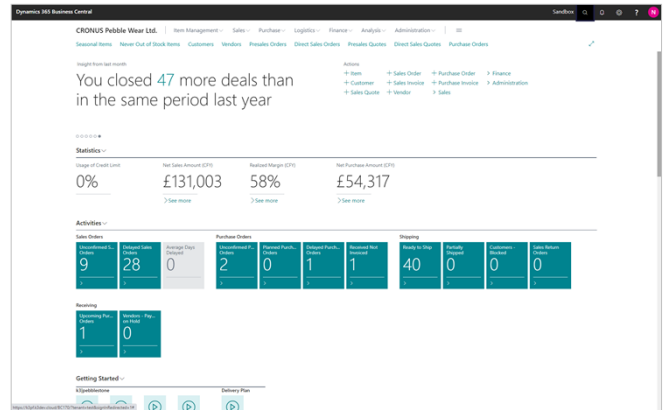 Dynamics 365 Business Central
Sandbox
?
N
CRONUS Pebble Wear Ltd.
Item Management
Sales
Purchase
Logistics
Finance
Analysis
Administration
Seasonal Items
Never Out of Stock Items
Customers
Vendors
Presales Orders
Direct Sales Orders
Presales Quotes
Direct Sales Quotes
Purchase Orders
Insight from last month
You closed 47 more deals than
in the same period last year
Actions
+ Item
+ Sales Order
+ Purchase Order
> Finance
+ Customer
+ Sales Invoice
+ Purchase Invoice
> Administration
+ Sales Quote
+ Vendor
> Sales
Statistics
Usage of Credit Limit
Net Sales Amount (CFY)
Realized Margin (CFY)
Net Purchase Amount (CFY)
0%
£131,003
58%
£54,317
> See more
> See more
> See more
Activities
Sales Orders
Purchase Orders
Shipping
Unconfirmed S...
Orders
9
Delayed Sales
Orders
28
Average Days
Delayed
0
Unconfirmed P...
Orders
2
Planned Purch...
Orders
0
Delayed Purch...
Orders
1
Received Not
Invoiced
1
Ready to Ship
40
Partially
Shipped
0
Customers -
Blocked
0
Sales Return
Orders
0
Receiving
Upcoming Pur...
Orders
1
Vendors - Pay...
on Hold
0
Getting Started
k3|pebblestone
Delivery Plan